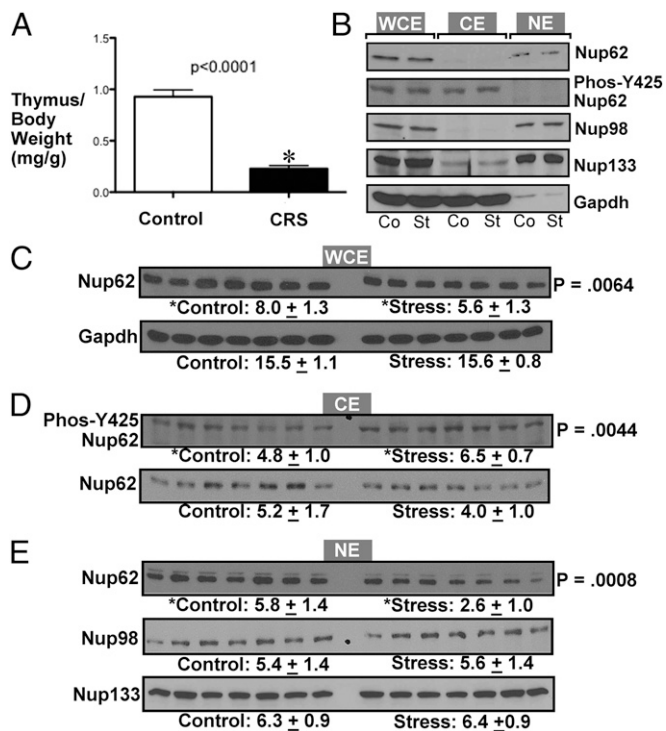 A
1.5
p<0.0001
1.0
Thymus/
Body
Weight
(mg/g)
0.5
*
0.0
Control CRS
B
WCE CE NE
Nup62
Phos-Y425
Nup62
Nup98
Nup133
Gapdh
Co St Co St Co St
C
WCE
Nup62 P = .0064
*Control: 8.0 ± 1.3 *Stress: 5.6 ± 1.3
Gapdh
Control: 15.5 ± 1.1 Stress: 15.6 ± 0.8
D
CE
Phos-Y425
Nup62 P = .0044
*Control: 4.8 ± 1.0 *Stress: 6.5 ± 0.7
Nup62
Control: 5.2 ± 1.7 Stress: 4.0 ± 1.0
E
NE
Nup62 P = .0008
*Control: 5.8 ± 1.4 *Stress: 2.6 ± 1.0
Nup98
Control: 5.4 ± 1.4 Stress: 5.6 ± 1.4
Nup133
Control: 6.3 ± 0.9 Stress: 6.4 ±0.9